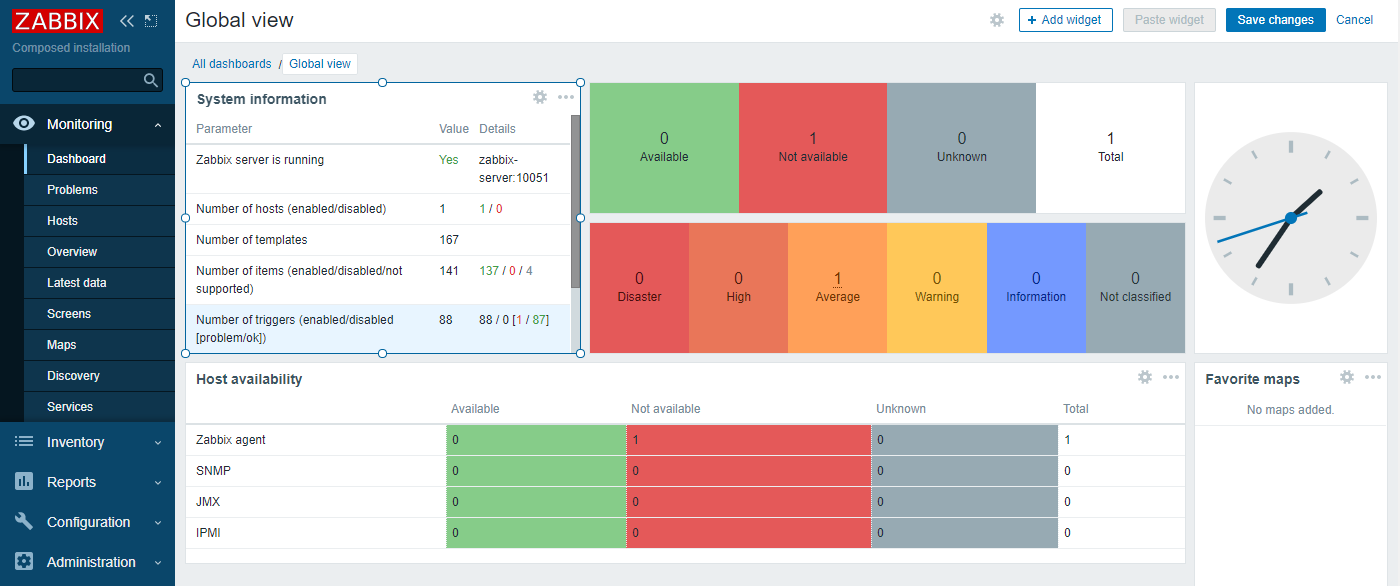 ZABBIX
Composed installation
Monitoring
Dashboard
Problems
Hosts
Overview
Latest data
Screens
Maps
Discovery
Services
Inventory
Reports
Configuration
Administration
Global view
+ Add widget
Paste widget
Save changes
Cancel
All dashboards / Global view
System information
Parameter Value Details
Zabbix server is running Yes zabbix-
server:10051
Number of hosts (enabled/disabled) 1 1 / 0
Number of templates 167
Number of items (enabled/disabled/not 141 137 / 0 / 4
supported)
Number of triggers (enabled/disabled 88 88 / 0 [1 / 87]
[problem/ok])
0 1 0 1
Available Not available Unknown Total
0 0 1 0 0 0
Disaster High Average Warning Information Not classified
Host availability
Available Not available Unknown Total
Zabbix agent 0 1 0 1
SNMP 0 0 0 0
JMX 0 0 0 0
IPMI 0 0 0 0
Favorite maps
No maps added.